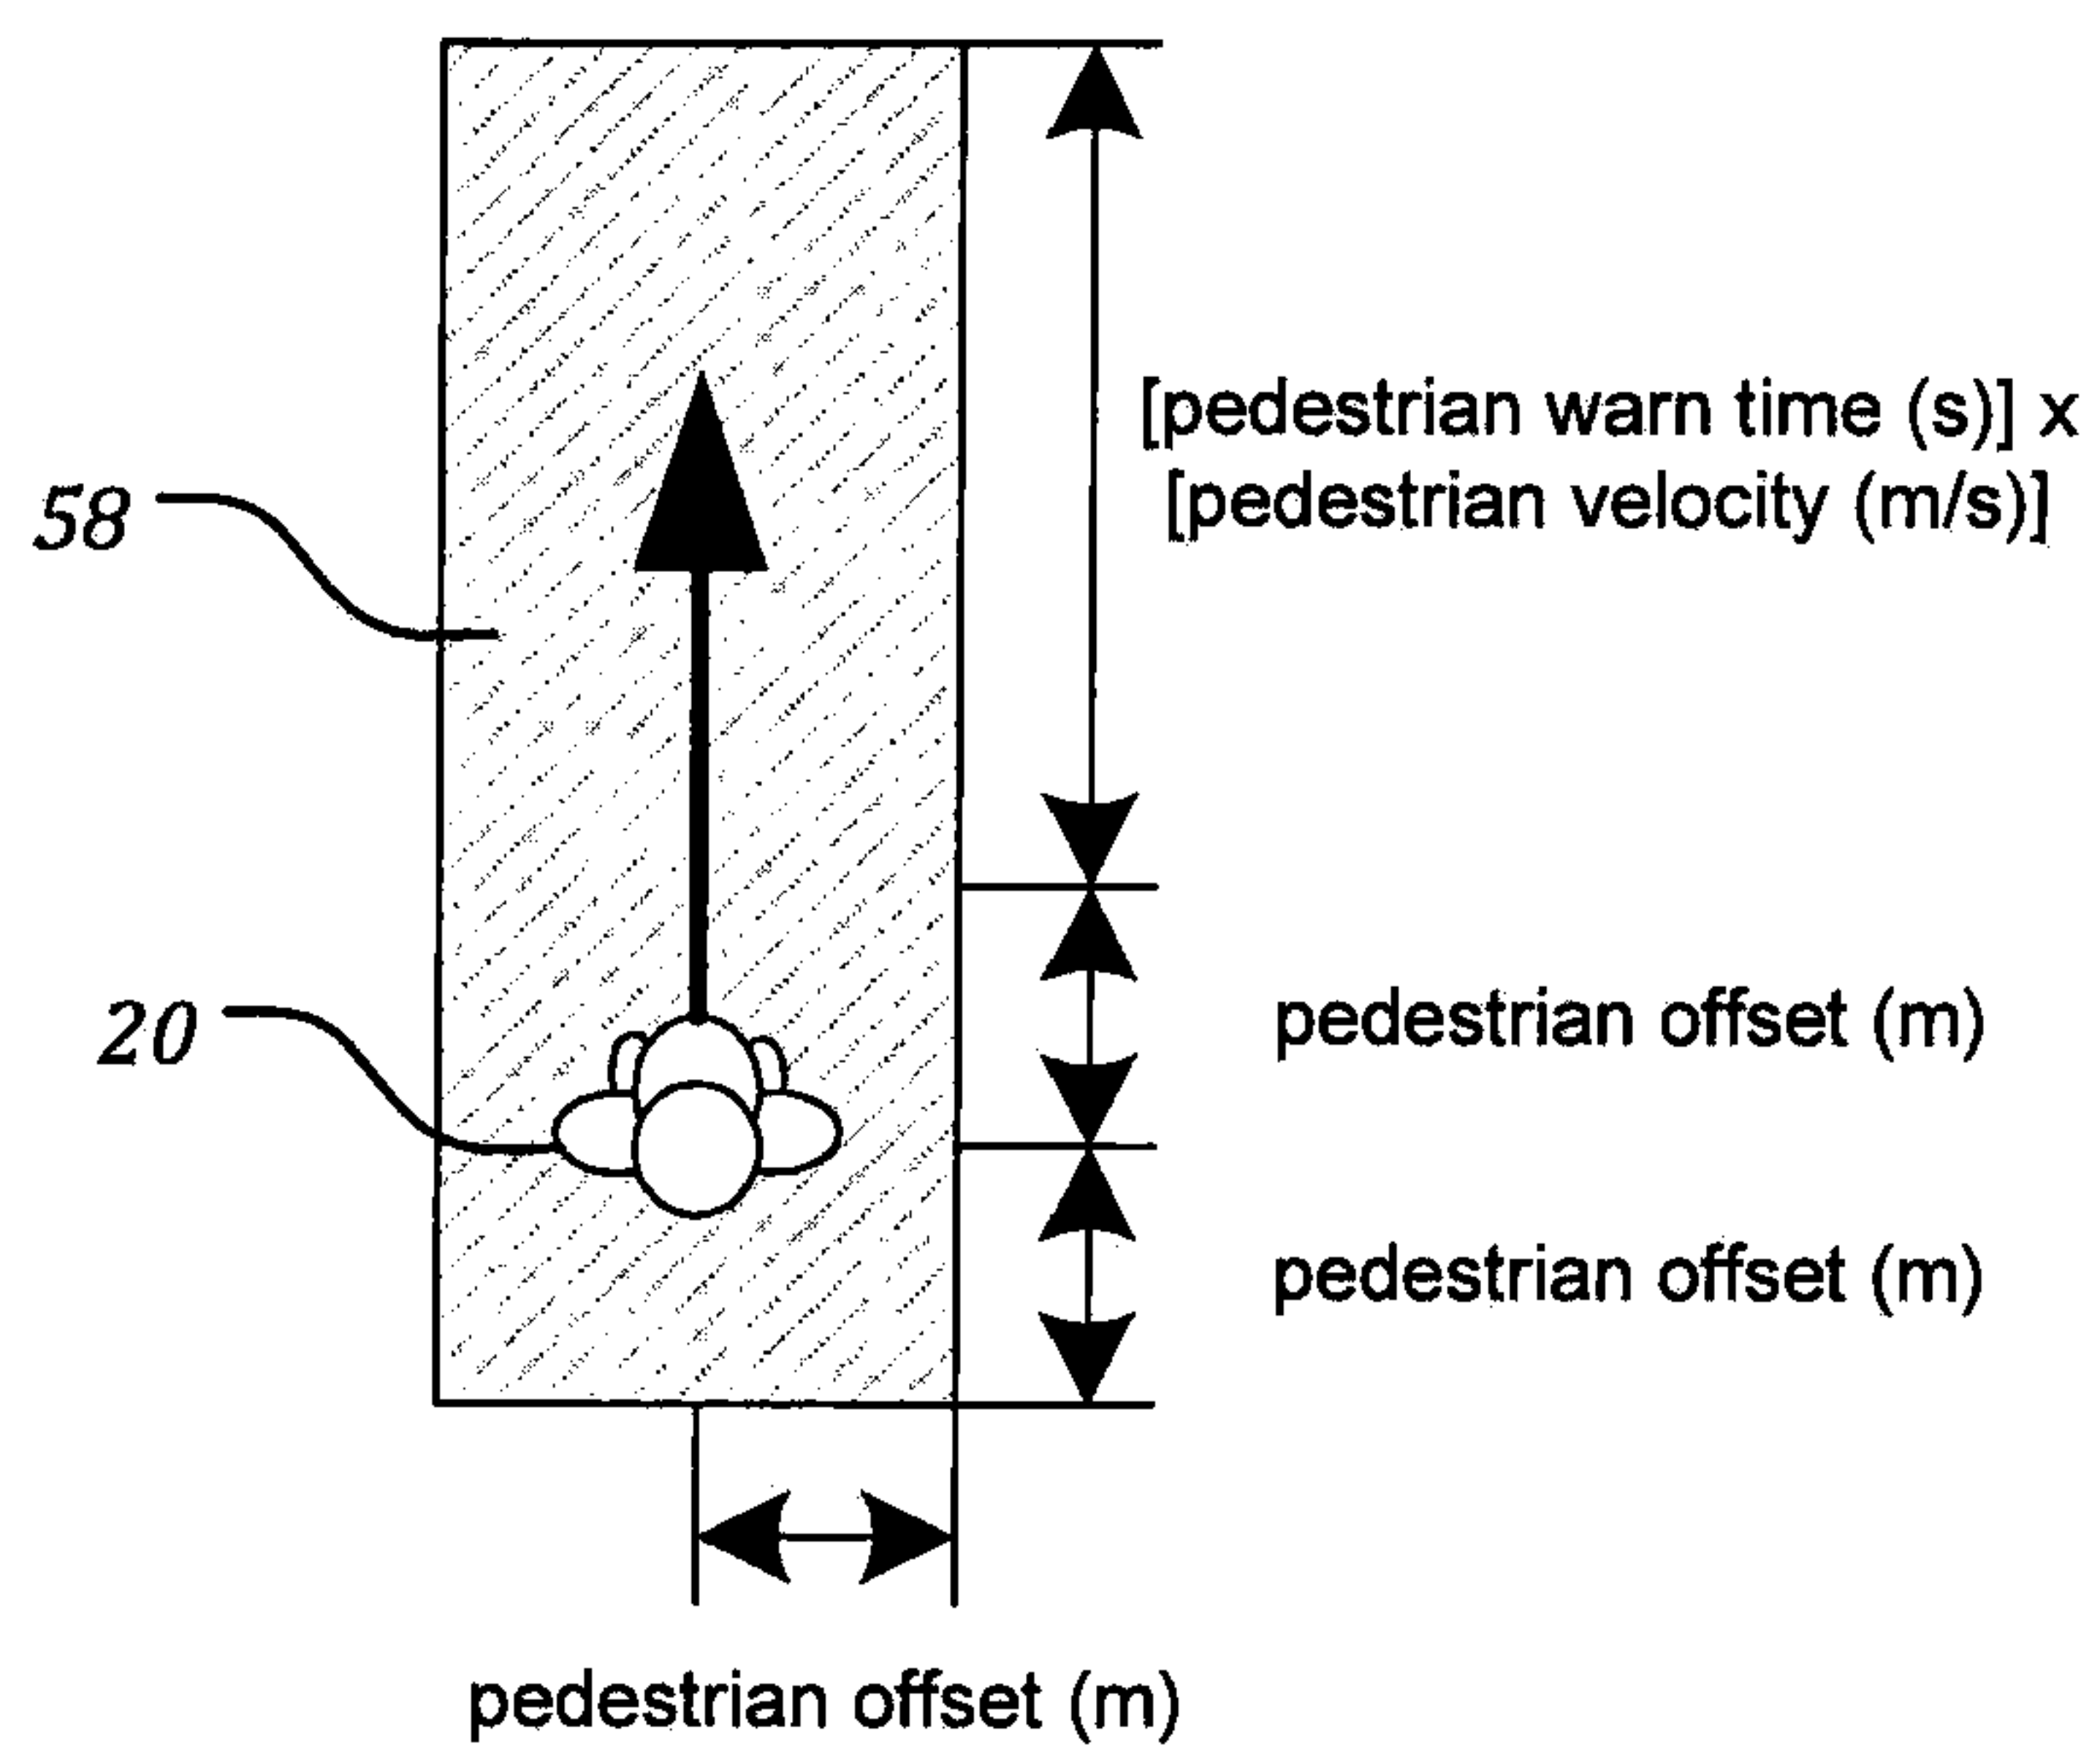 [pedestrian warn time (s)] x
[pedestrian velocity (m/s)]
58
20
pedestrian offset (m)
pedestrian offset (m)
pedestrian offset (m)